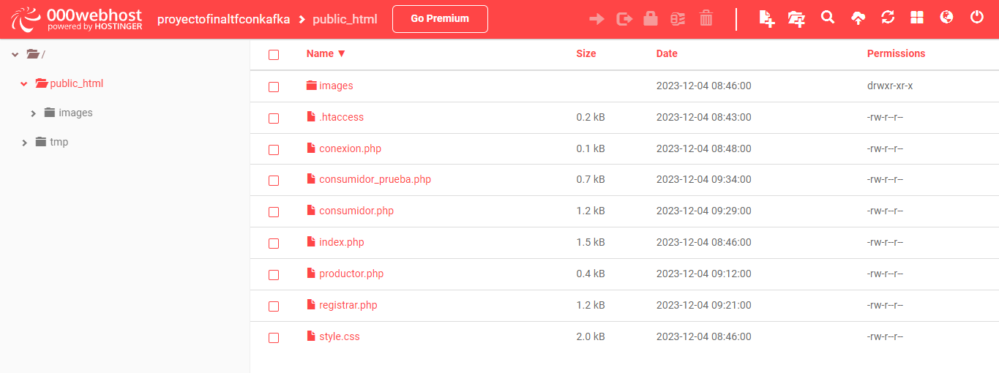 000webhost
powered by HOSTINGER
proyectofinaltfconkafka > public_html
Go Premium
/
public_html
images
tmp
Name ▼ Size Date Permissions
images 2023-12-04 08:46:00 drwxr-xr-x
.htaccess 0.2 kB 2023-12-04 08:43:00 -rw-r--r--
conexion.php 0.1 kB 2023-12-04 08:48:00 -rw-r--r--
consumidor_prueba.php 0.7 kB 2023-12-04 09:34:00 -rw-r--r--
consumidor.php 1.2 kB 2023-12-04 09:29:00 -rw-r--r--
index.php 1.5 kB 2023-12-04 08:46:00 -rw-r--r--
productor.php 0.4 kB 2023-12-04 09:12:00 -rw-r--r--
registrar.php 1.2 kB 2023-12-04 09:21:00 -rw-r--r--
style.css 2.0 kB 2023-12-04 08:46:00 -rw-r--r--